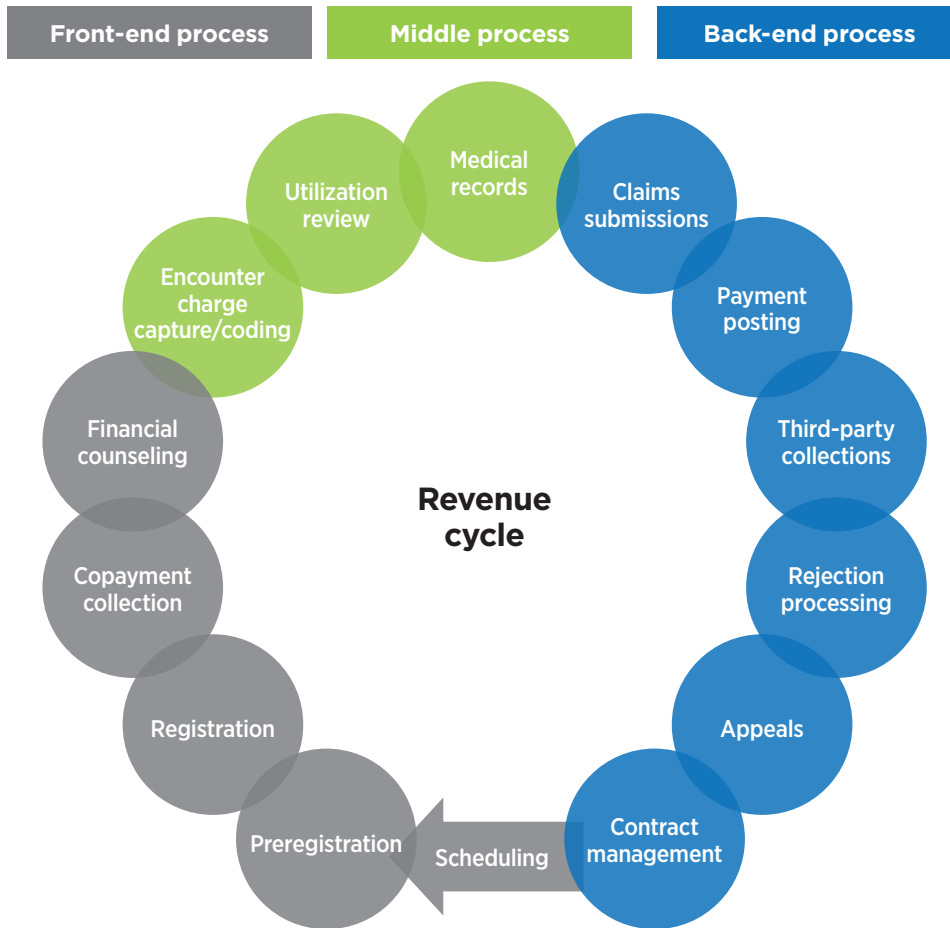 Front-end process
Middle process
Back-end process
Medical
records
Utilization
review
Claims
submissions
Encounter
charge
capture/coding
Payment
posting
Financial
counseling
Third-party
collections
Revenue
cycle
Copayment
collection
Rejection
processing
Registration
Appeals
Preregistration
Scheduling
Contract
management